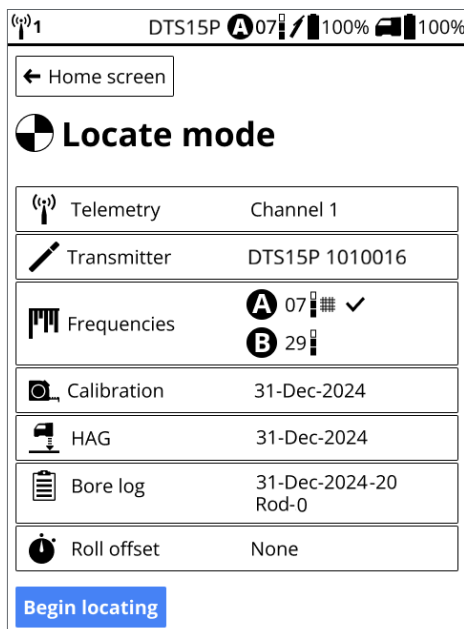 1 DTS15P A 07 100% 100%
Home screen
Locate mode
Telemetry Channel 1
Transmitter DTS15P 1010016
Frequencies A 07
B 29
Calibration 31-Dec-2024
HAG 31-Dec-2024
Bore log 31-Dec-2024-20
Rod-0
Roll offset None
Begin locating